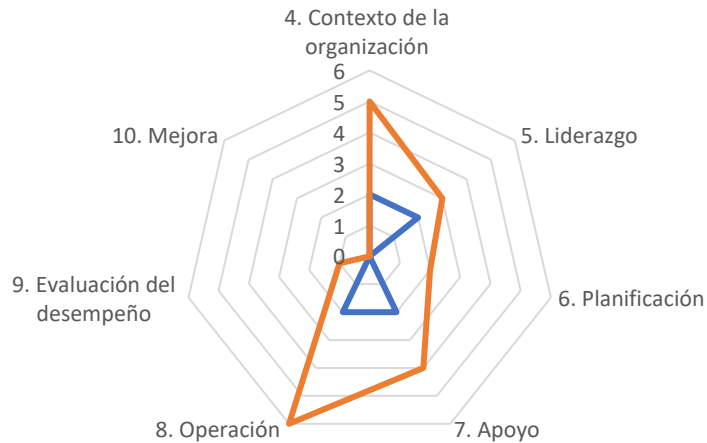 4. Contexto de la
organización
5. Liderazgo
6. Planificación
7. Apoyo
8. Operación
9. Evaluación del
desempeño
10. Mejora
6
5
4
3
2
1
0